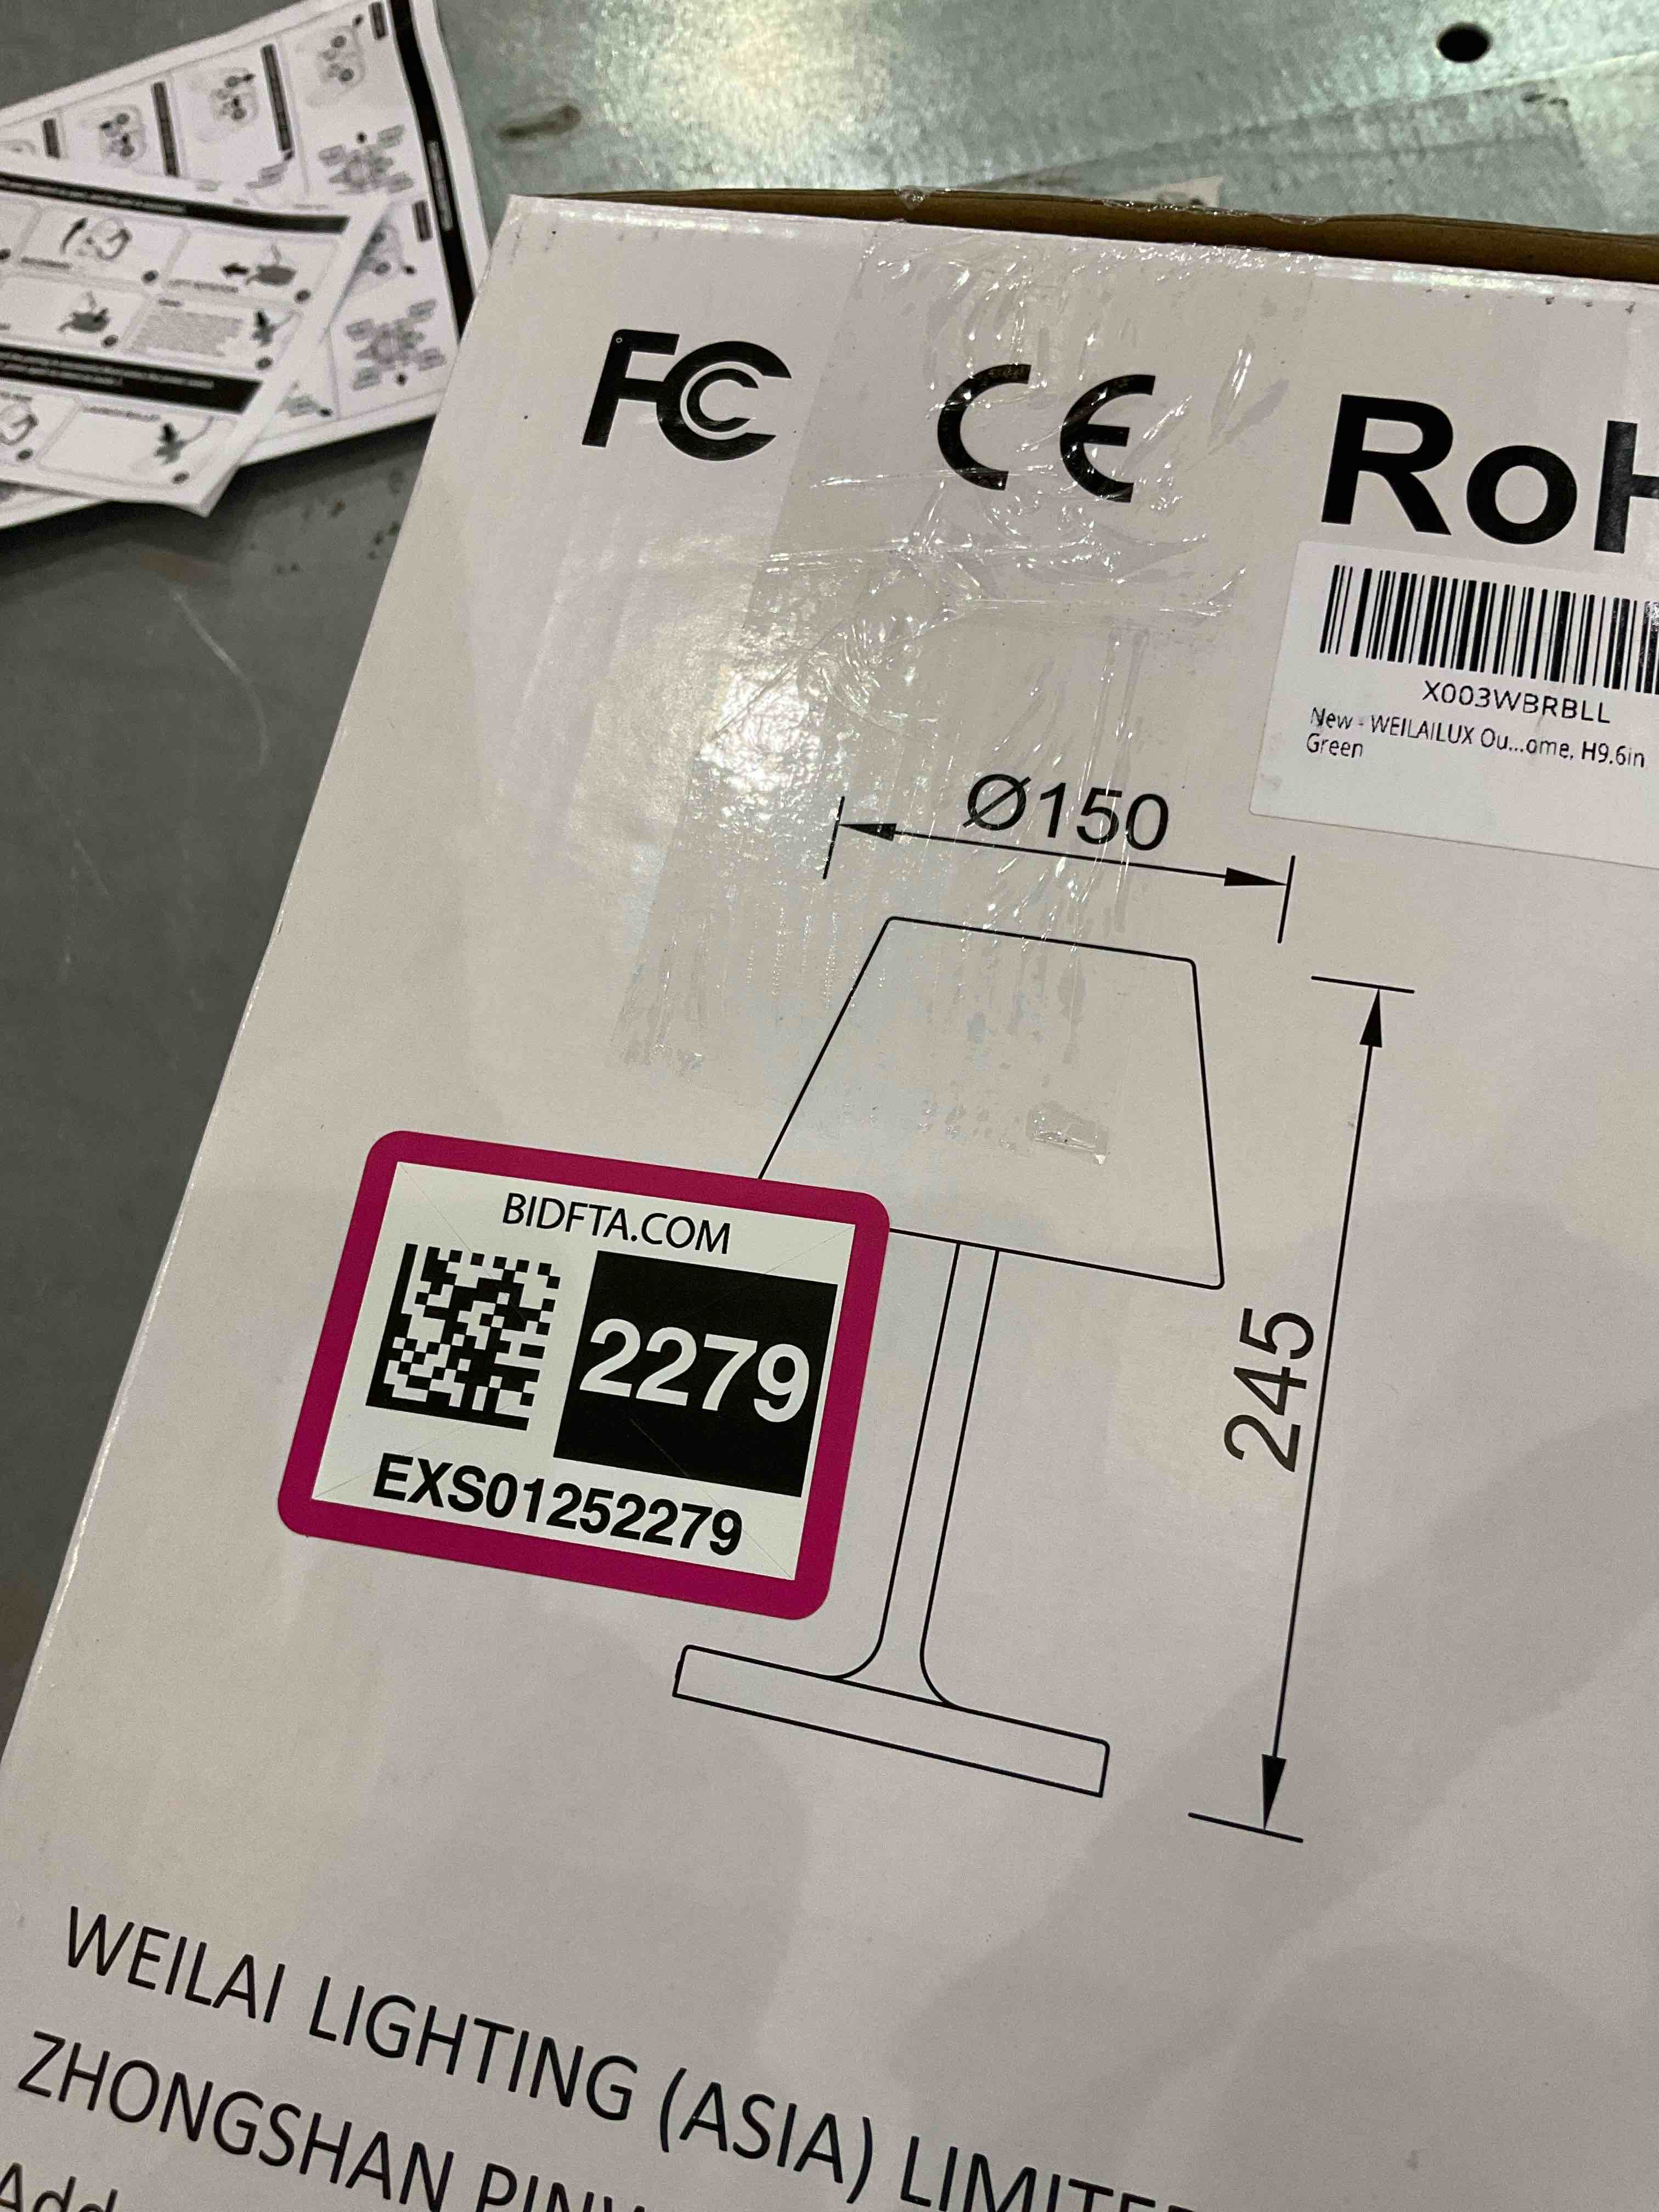 FC
CE
RoH
X003WBRBLL
New - WEILAILUX Ou...ome, H9.6in
Green
Ø150
245
BIDFTA.COM
2279
EXS01252279
WEILAI LIGHTING (ASIA) LIMITE
ZHONGSHAN PIN
Add